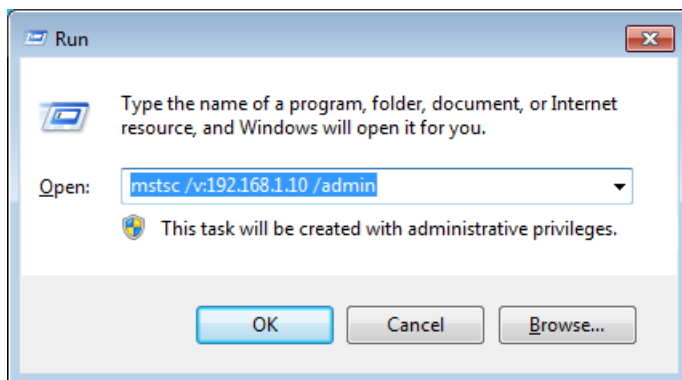 Run
Type the name of a program, folder, document, or Internet
resource, and Windows will open it for you.
Open: mstsc /v:192.168.1.10 /admin
This task will be created with administrative privileges.
OK Cancel Browse...